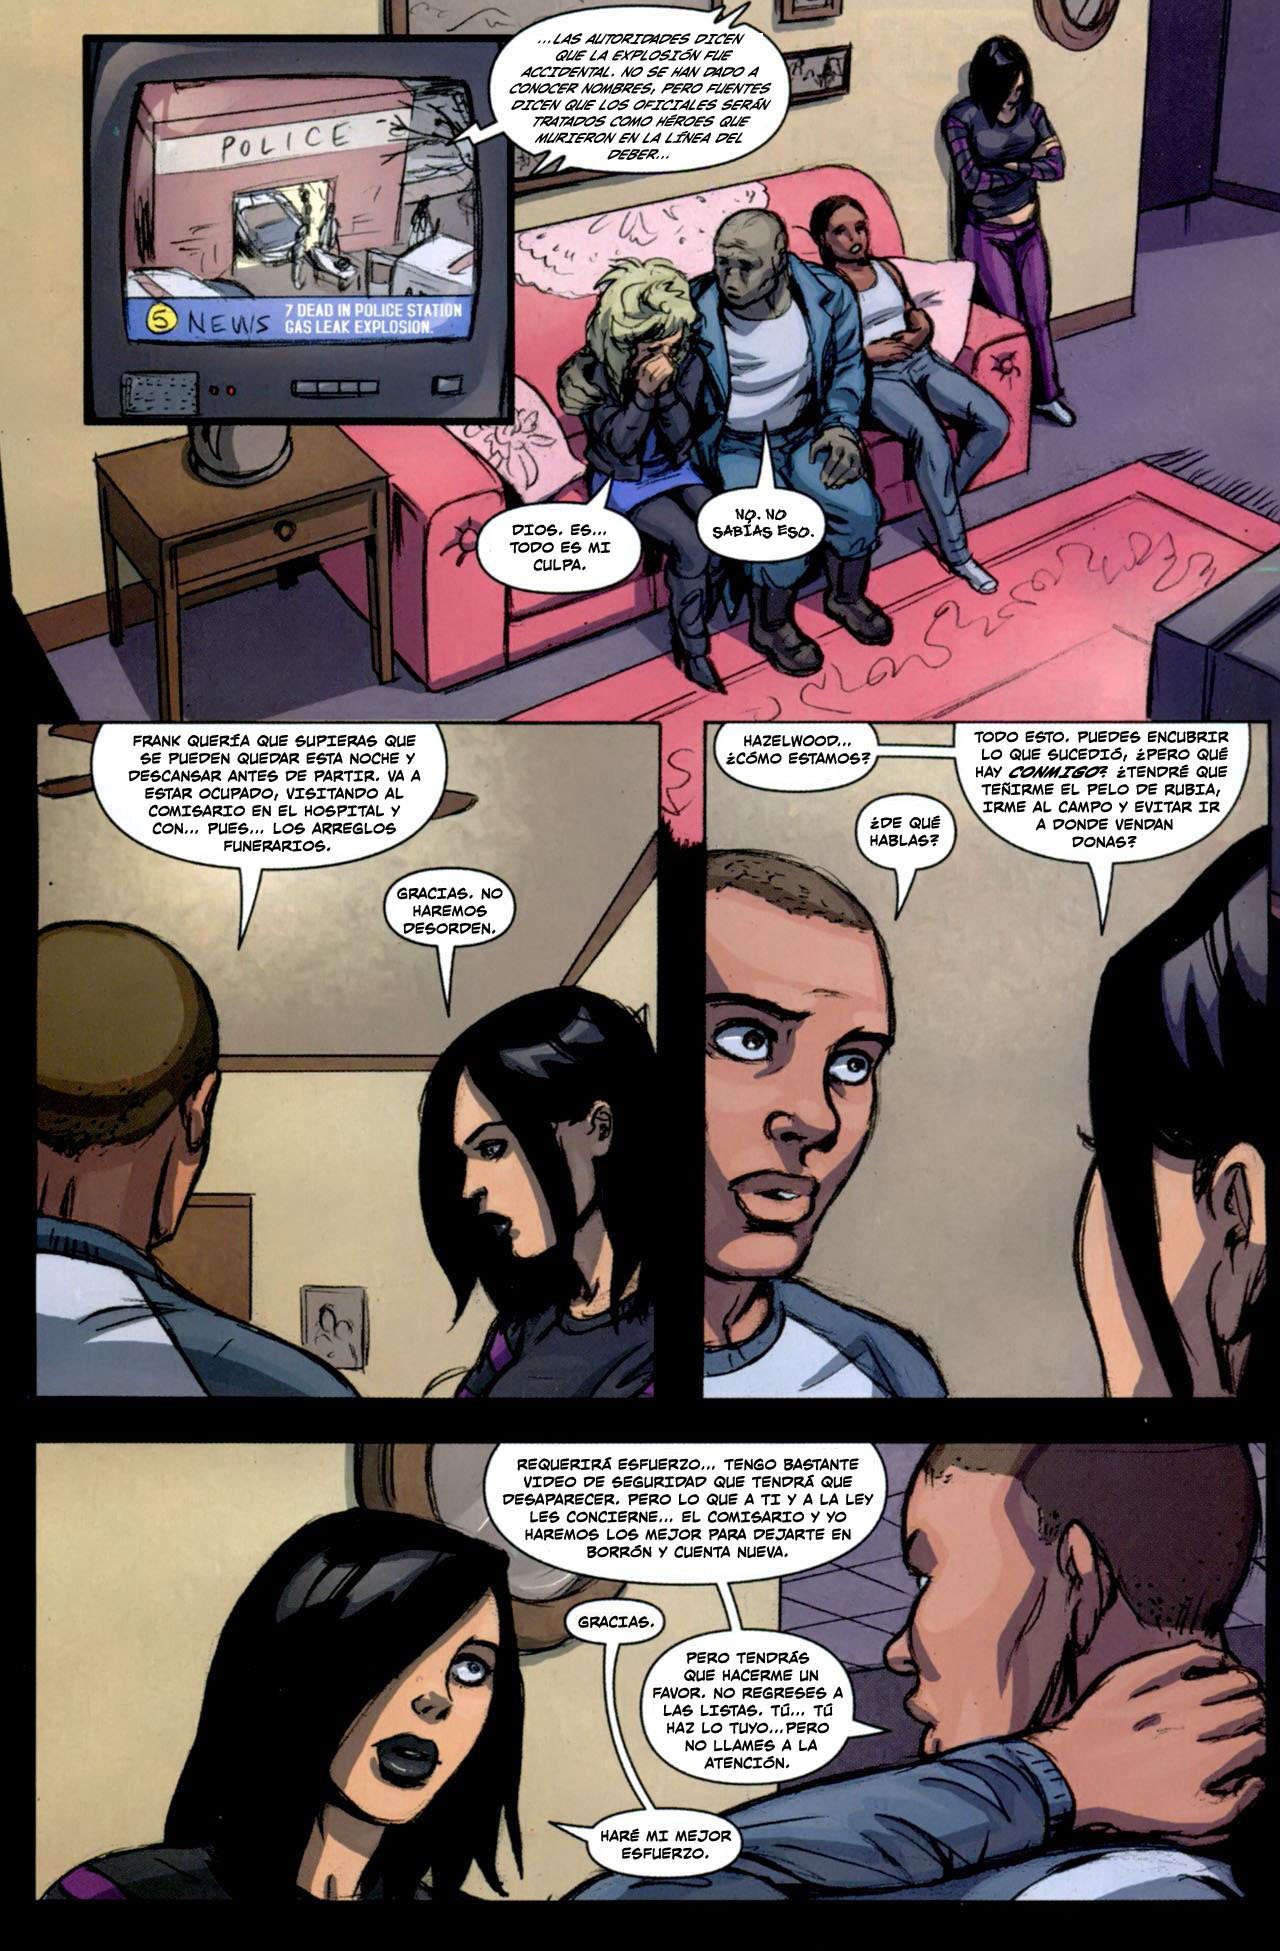 ...LAS AUTORIDADES DICEN
QUE LA EXPLOSIÓN FUE
ACCIDENTAL. NO SE HAN DADO A
CONOCER NOMBRES, PERO FUENTES
DICEN QUE LOS OFICIALES SERÁN
TRATADOS COMO HÉROES QUE
MURIERON EN LA LÍNEA DEL
DEBER...
POLICE
5 NEWS
7 DEAD IN POLICE STATION
GAS LEAK EXPLOSION.
DIOS. ES...
TODO ES MI
CULPA.
NO. NO
SABÍAS ESO.
FRANK QUERÍA QUE SUPIERAS QUE
SE PUEDEN QUEDAR ESTA NOCHE Y
DESCANSAR ANTES DE PARTIR. VA A
ESTAR OCUPADO, VISITANDO AL
COMISARIO EN EL HOSPITAL Y
CON... PUES... LOS ARREGLOS
FUNERARIOS.
GRACIAS. NO
HAREMOS
DESORDEN.
HAZELWOOD...
¿CÓMO ESTAMOS?
¿DE QUÉ
HABLAS?
TODO ESTO. PUEDES ENCUBRIR
LO QUE SUCEDIÓ, ¿PERO QUÉ
HAY CONMIGO? ¿TENDRÉ QUE
TEÑIRME EL PELO DE RUBIA,
IRME AL CAMPO Y EVITAR IR
A DONDE VENDAN
DONAS?
REQUERIRÁ ESFUERZO... TENGO BASTANTE
VIDEO DE SEGURIDAD QUE TENDRÁ QUE
DESAPARECER. PERO LO QUE A TI Y A LA LEY
LES CONCIERNE... EL COMISARIO Y YO
HAREMOS LOS MEJOR PARA DEJARTE EN
BORRÓN Y CUENTA NUEVA.
GRACIAS.
PERO TENDRÁS
QUE HACERME UN
FAVOR. NO REGRESES A
LAS LISTAS. TÚ... TÚ
HAZ LO TUYO...PERO
NO LLAMES A LA
ATENCIÓN.
HARÉ MI MEJOR
ESFUERZO.